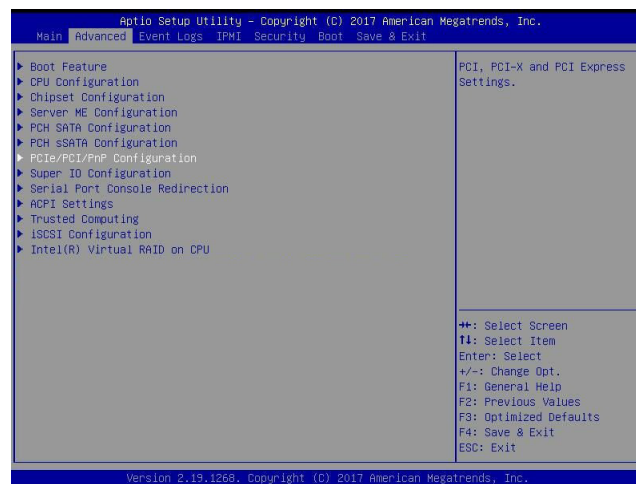 Aptio Setup Utility – Copyright (C) 2017 American Megatrends, Inc.
Main Advanced Event Logs IPMI Security Boot Save & Exit
Boot Feature
CPU Configuration
Chipset Configuration
Server ME Configuration
PCH SATA Configuration
PCH sSATA Configuration
PCIe/PCI/PnP Configuration
Super IO Configuration
Serial Port Console Redirection
ACPI Settings
Trusted Computing
iSCSI Configuration
Intel(R) Virtual RAID on CPU
PCI, PCI-X and PCI Express
Settings.
→←: Select Screen
↑↓: Select Item
Enter: Select
+/-: Change Opt.
F1: General Help
F2: Previous Values
F3: Optimized Defaults
F4: Save & Exit
ESC: Exit
Version 2.19.1268. Copyright (C) 2017 American Megatrends, Inc.